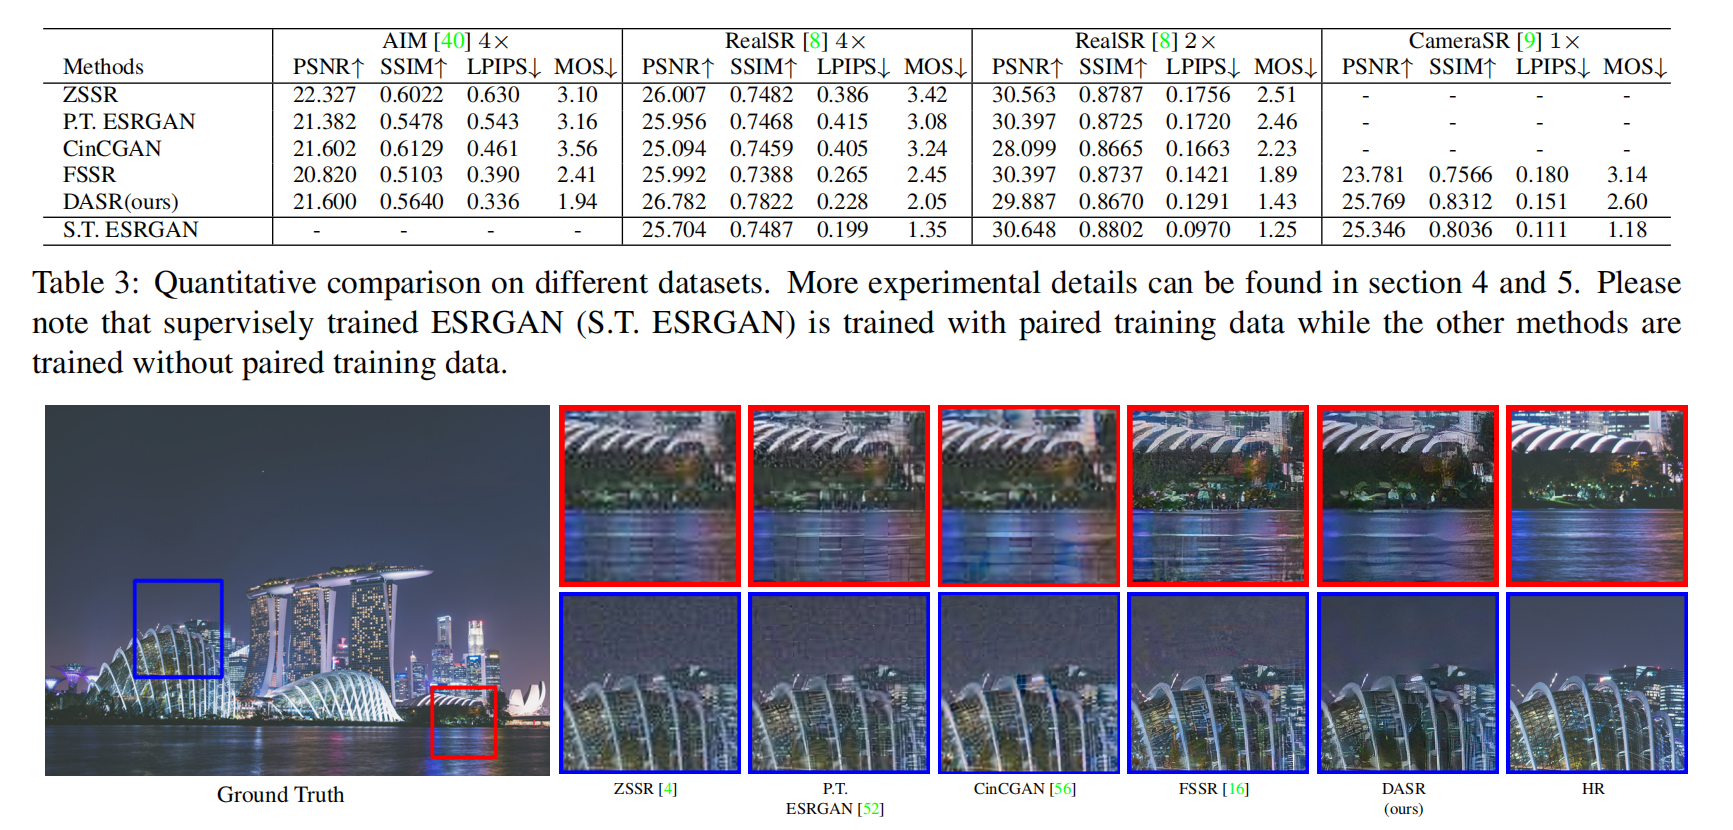 AIM [40] 4× RealSR [8] 4× RealSR [8] 2× CameraSR [9] 1×
Methods PSNR↑ SSIM↑ LPIPS↓ MOS↓ PSNR↑ SSIM↑ LPIPS↓ MOS↓ PSNR↑ SSIM↑ LPIPS↓ MOS↓ PSNR↑ SSIM↑ LPIPS↓ MOS↓
ZSSR 22.327 0.6022 0.630 3.10 26.007 0.7482 0.386 3.42 30.563 0.8787 0.1756 2.51 - - - -
P.T. ESRGAN 21.382 0.5478 0.543 3.16 25.956 0.7468 0.415 3.08 30.397 0.8725 0.1720 2.46 - - - -
CinCGAN 21.602 0.6129 0.461 3.56 25.094 0.7459 0.405 3.24 28.099 0.8665 0.1663 2.23 - - - -
FSSR 20.820 0.5103 0.390 2.41 25.992 0.7388 0.265 2.45 30.397 0.8737 0.1421 1.89 23.781 0.7566 0.180 3.14
DASR(ours) 21.600 0.5640 0.336 1.94 26.782 0.7822 0.228 2.05 29.887 0.8670 0.1291 1.43 25.769 0.8312 0.151 2.60
S.T. ESRGAN - - - - 25.704 0.7487 0.199 1.35 30.648 0.8802 0.0970 1.25 25.346 0.8036 0.111 1.18
Table 3: Quantitative comparison on different datasets. More experimental details can be found in section 4 and 5. Please
note that supervisely trained ESRGAN (S.T. ESRGAN) is trained with paired training data while the other methods are
trained without paired training data.
Ground Truth
ZSSR [4]
P.T.
ESRGAN [52]
CinCGAN [56]
FSSR [16]
DASR
(ours)
HR